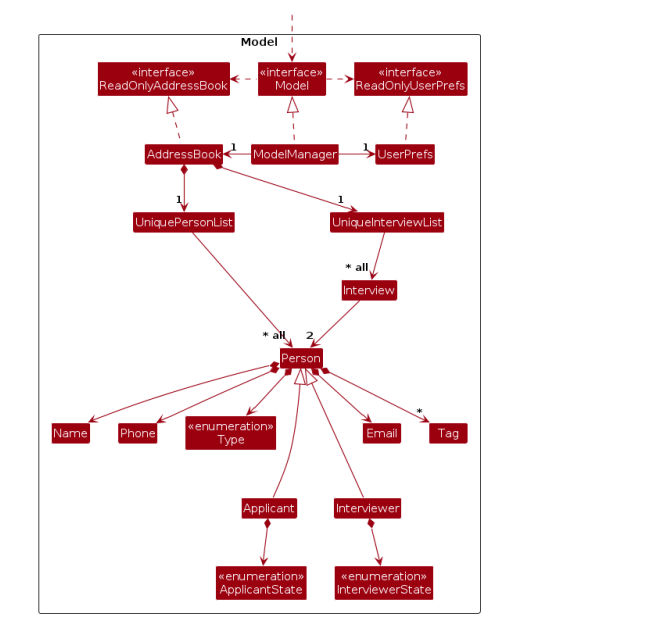 Model
«interface»
ReadOnlyAddressBook
«interface»
Model
«interface»
ReadOnlyUserPrefs
AddressBook
1
ModelManager
1
UserPrefs
1
1
UniquePersonList
UniqueInterviewList
* all
Interview
* all
2
Person
*
Name
Phone
«enumeration»
Type
Email
Tag
Applicant
Interviewer
«enumeration»
ApplicantState
«enumeration»
InterviewerState